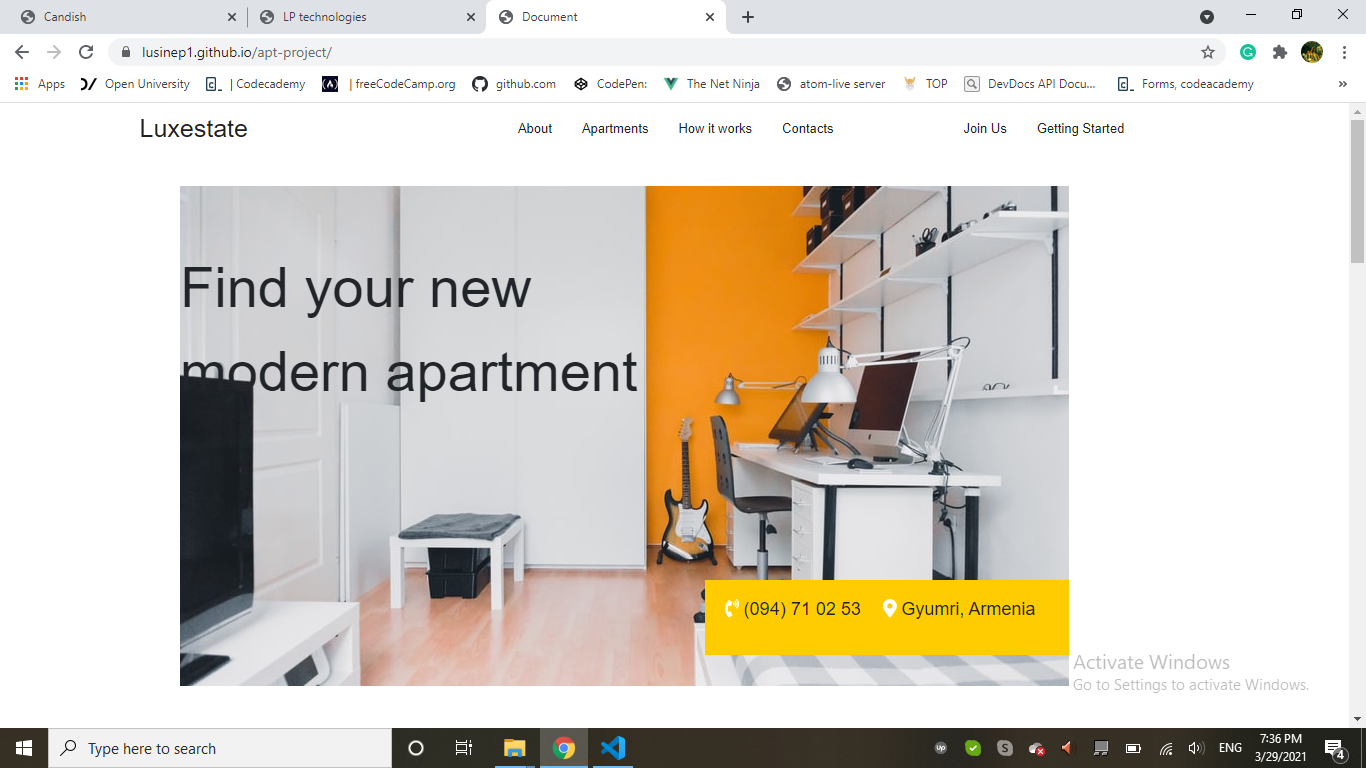 Candish
LP technologies
Document
lusinep1.github.io/apt-project/
Apps
Open University
| Codecademy
| freeCodeCamp.org
github.com
CodePen:
The Net Ninja
atom-live server
TOP
DevDocs API Docu...
Forms, codeacademy
»
Luxestate
About
Apartments
How it works
Contacts
Join Us
Getting Started
Find your new
modern apartment
(094) 71 02 53
Gyumri, Armenia
Activate Windows
Go to Settings to activate Windows.
Type here to search
up
ENG
7:36 PM
3/29/2021
4